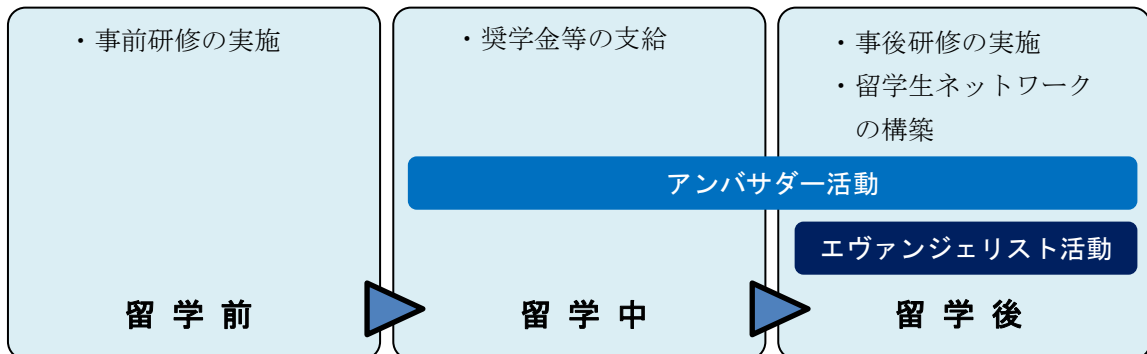 ・事前研修の実施
・奨学金等の支給
・事後研修の実施
・留学生ネットワーク
の構築
アンバサダー活動
エヴァンジェリスト活動
留学前
留学中
留学後